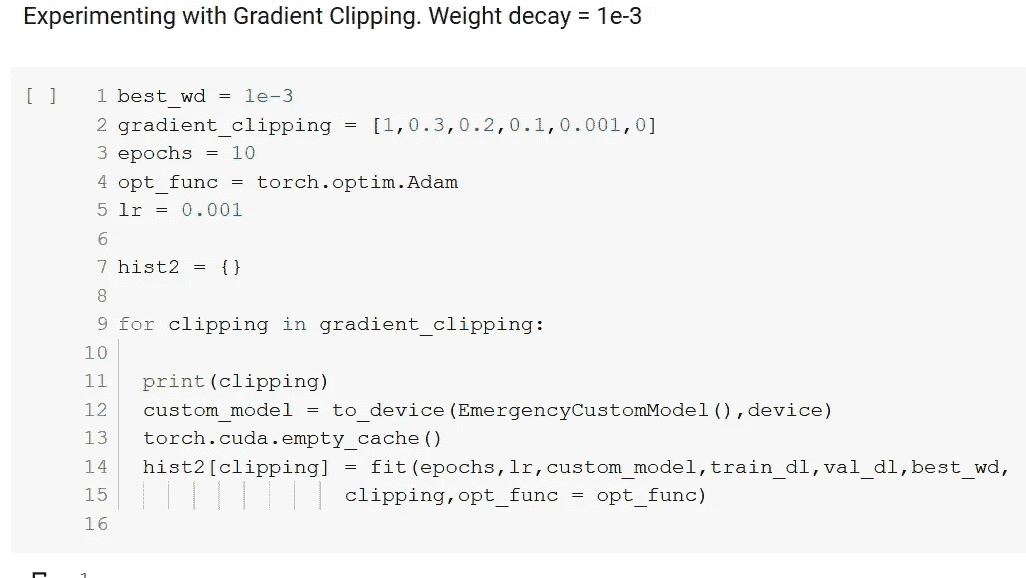 Experimenting with Gradient Clipping. Weight decay = 1e-3
[ ] 1 best_wd = 1e-3
2 gradient_clipping = [1,0.3,0.2,0.1,0.001,0]
3 epochs = 10
4 opt_func = torch.optim.Adam
5 lr = 0.001
6
7 hist2 = {}
8
9 for clipping in gradient_clipping:
10
11 print(clipping)
12 custom_model = to_device(EmergencyCustomModel(),device)
13 torch.cuda.empty_cache()
14 hist2[clipping] = fit(epochs,lr,custom_model,train_dl,val_dl,best_wd,
15 clipping,opt_func = opt_func)
16